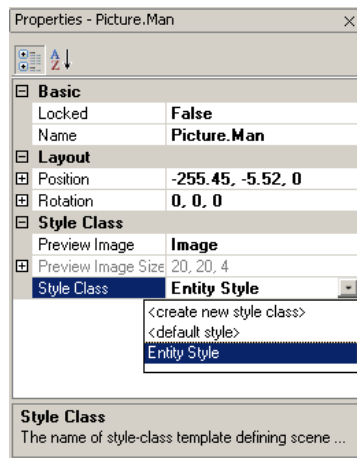 Properties - Picture.Man
Basic
Locked False
Name Picture.Man
Layout
Position -255.45, -5.52, 0
Rotation 0, 0, 0
Style Class
Preview Image Image
Preview Image Size 20, 20, 4
Style Class Entity Style
<create new style class>
<default style>
Entity Style
Style Class
The name of style-class template defining scene ...